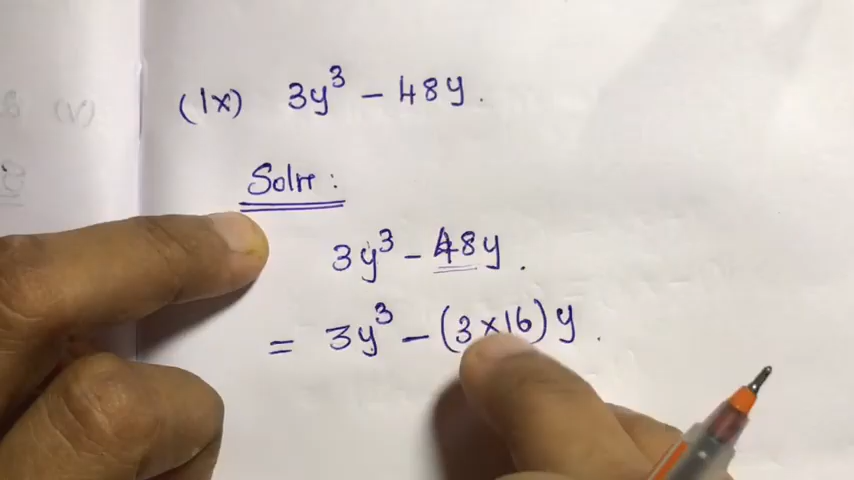 (ix) 3y³ - 48y.
Soln:
3y³ - 48y.
= 3y³ - (3×16)y.
(v)